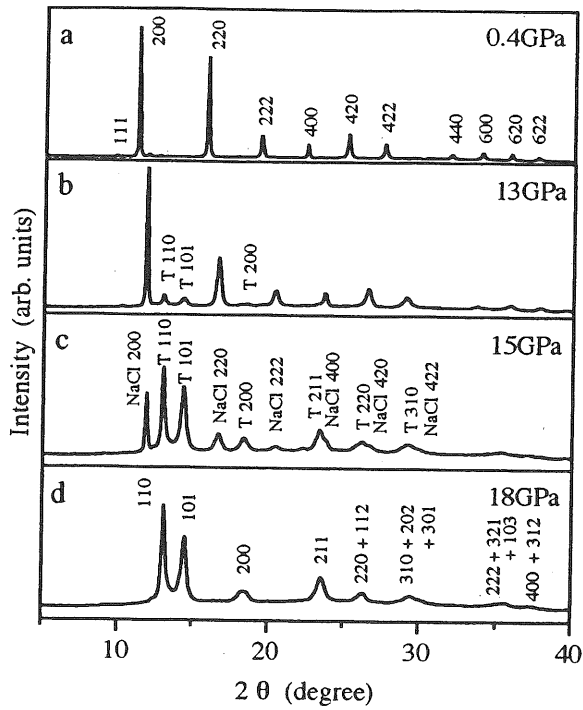 a
0.4GPa
111
200
220
222
400
420
422
440
600
620
622
b
13GPa
T 110
T 101
T 200
c
15GPa
NaCl 200
T 110
T 101
NaCl 220
T 200
NaCl 222
T 211
NaCl 400
T 220
NaCl 420
T 310
NaCl 422
d
18GPa
110
101
200
211
220 + 112
310 + 202
+ 301
222 + 321
+ 103
400 + 312
Intensity (arb. units)
10
20
30
40
2 θ (degree)